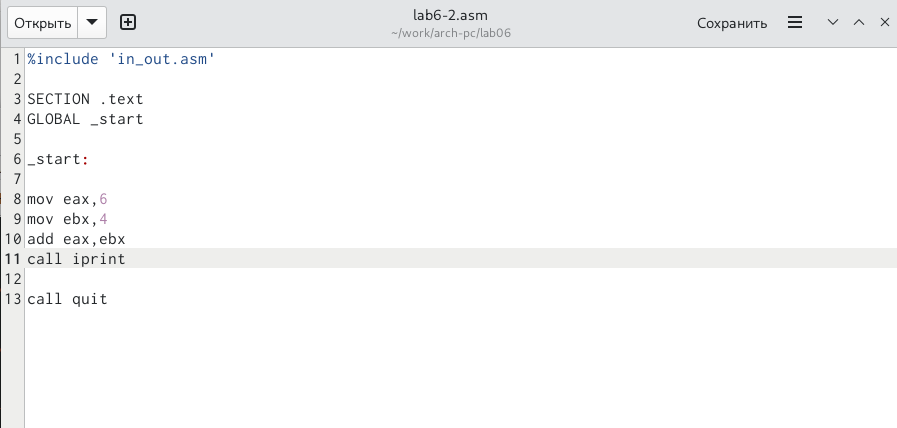 Открыть
lab6-2.asm
~/work/arch-pc/lab06
Сохранить
1 %include 'in_out.asm'
2
3 SECTION .text
4 GLOBAL _start
5
6 _start:
7
8 mov eax,6
9 mov ebx,4
10 add eax,ebx
11 call iprint
12
13 call quit